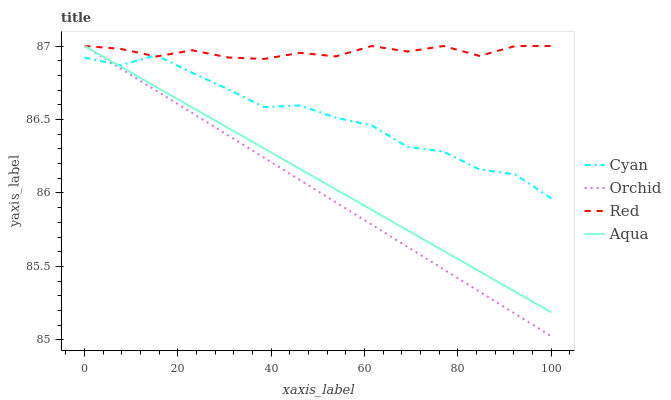 title
yaxis_label
87
86.5
86
85.5
85
0
20
40
60
80
100
xaxis_label
Cyan
Orchid
Red
Aqua